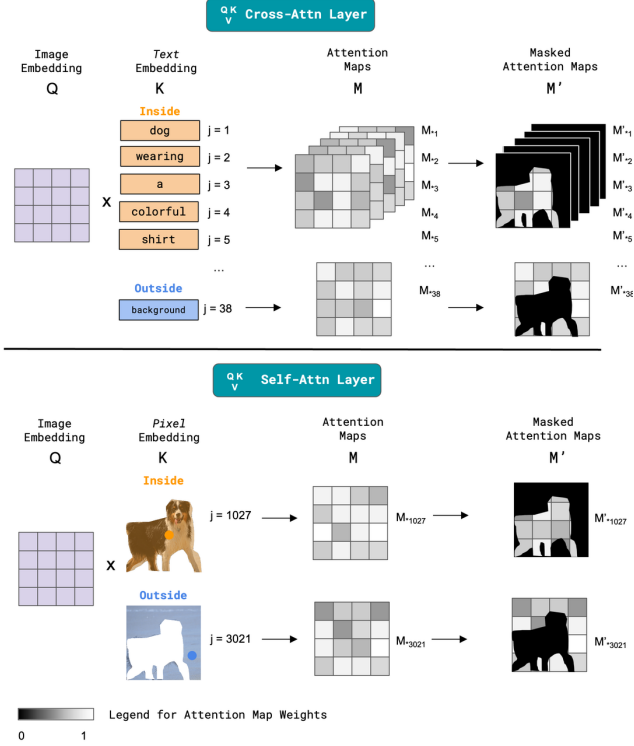 Q K
V
Cross-Attn Layer
Image
Embedding
Q
Text
Embedding
K
Attention
Maps
M
Masked
Attention Maps
M'
Inside
dog
j = 1
wearing
j = 2
a
j = 3
colorful
j = 4
shirt
j = 5
...
X
M*1
M*2
M*3
M*4
M*5
...
M*38
M'*1
M'*2
M'*3
M'*4
M'*5
...
M'*38
Outside
background
j = 38
Q K
V
Self-Attn Layer
Image
Embedding
Q
Pixel
Embedding
K
Attention
Maps
M
Masked
Attention Maps
M'
Inside
j = 1027
M*1027
M'*1027
X
Outside
j = 3021
M*3021
M'*3021
Legend for Attention Map Weights
0 1